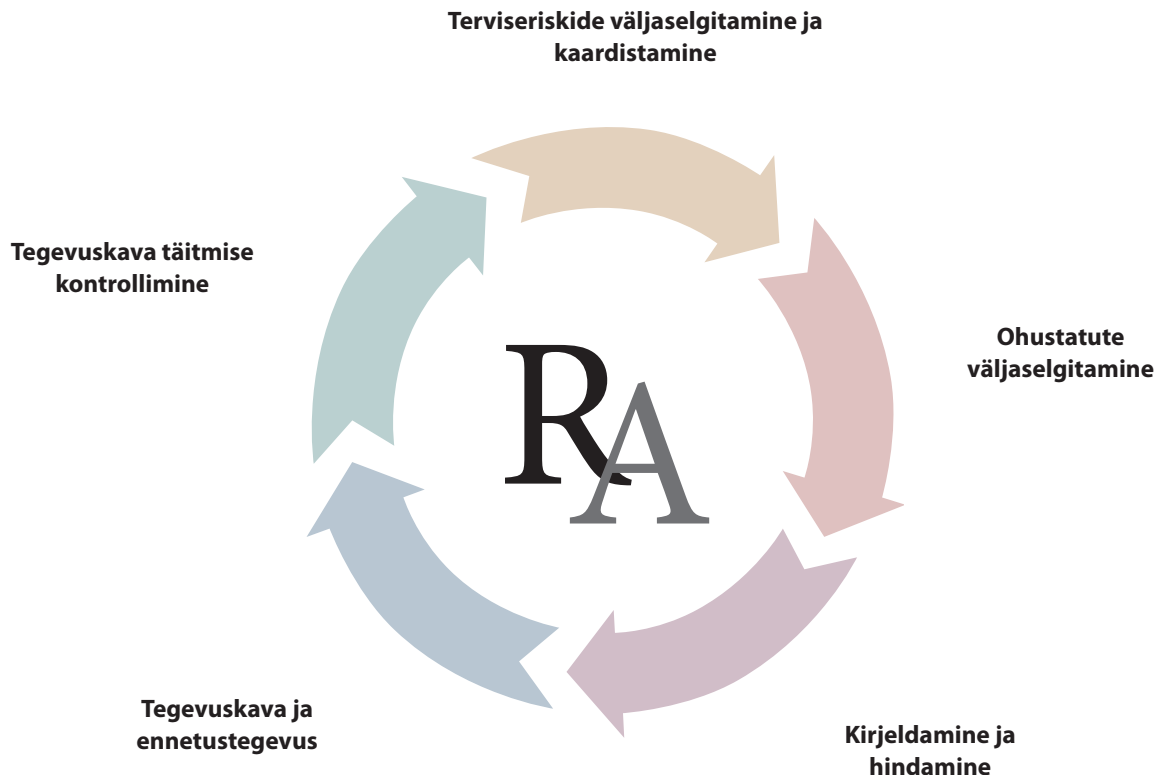 Terviseriskide väljaselgitamine ja
kaardistamine
Ohustatute
väljaselgitamine
Kirjeldamine ja
hindamine
Tegevuskava ja
ennetustegevus
Tegevuskava täitmise
kontrollimine
RA